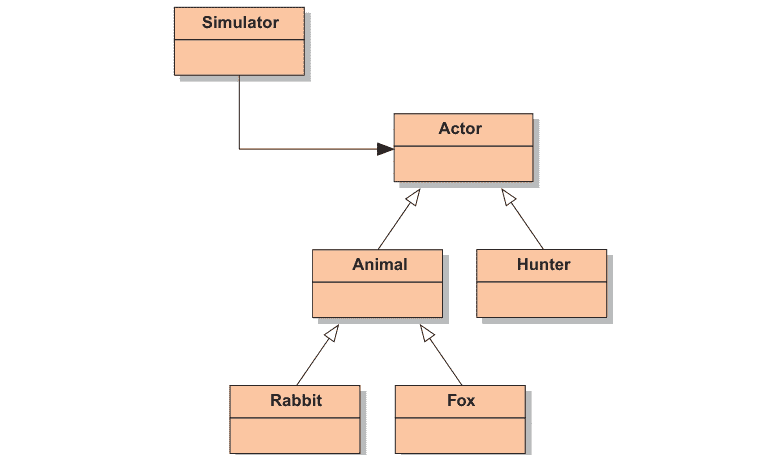 Simulator
Actor
Animal
Hunter
Rabbit
Fox